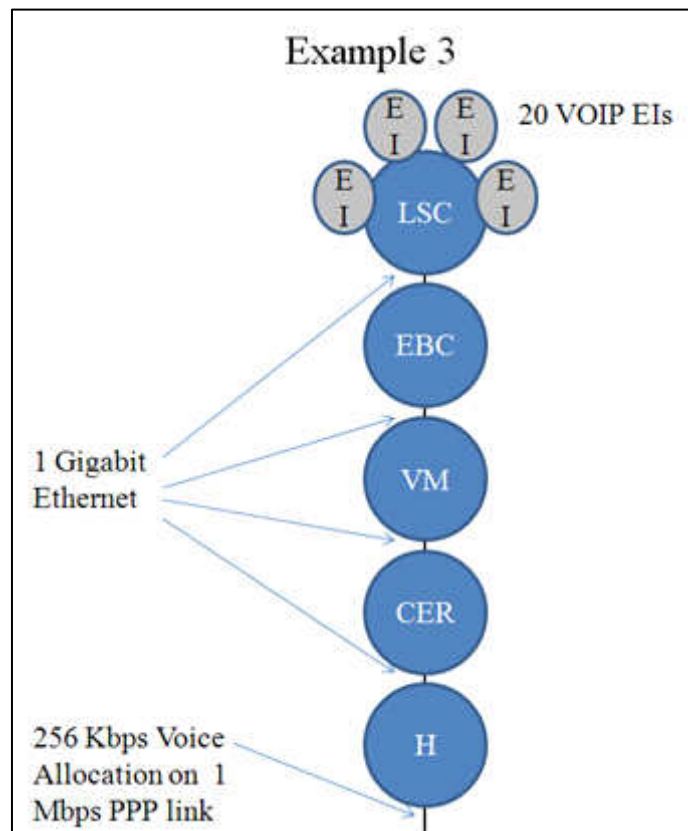 Example 3
20 VOIP EIs
E
I
E
I
E
I
E
I
LSC
EBC
1 Gigabit
Ethernet
VM
CER
256 Kbps Voice
Allocation on 1
Mbps PPP link
H